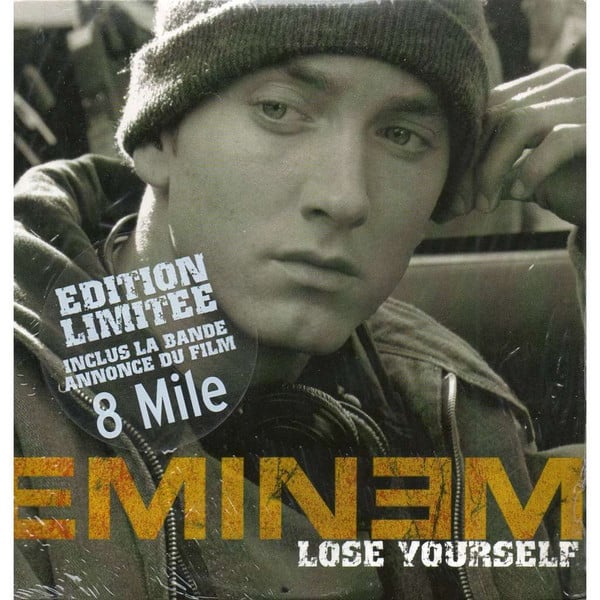 EDITION
LIMITEE
INCLUS LA BANDE
ANNONCE DU FILM
8 Mile
EMINEM
LOSE YOURSELF